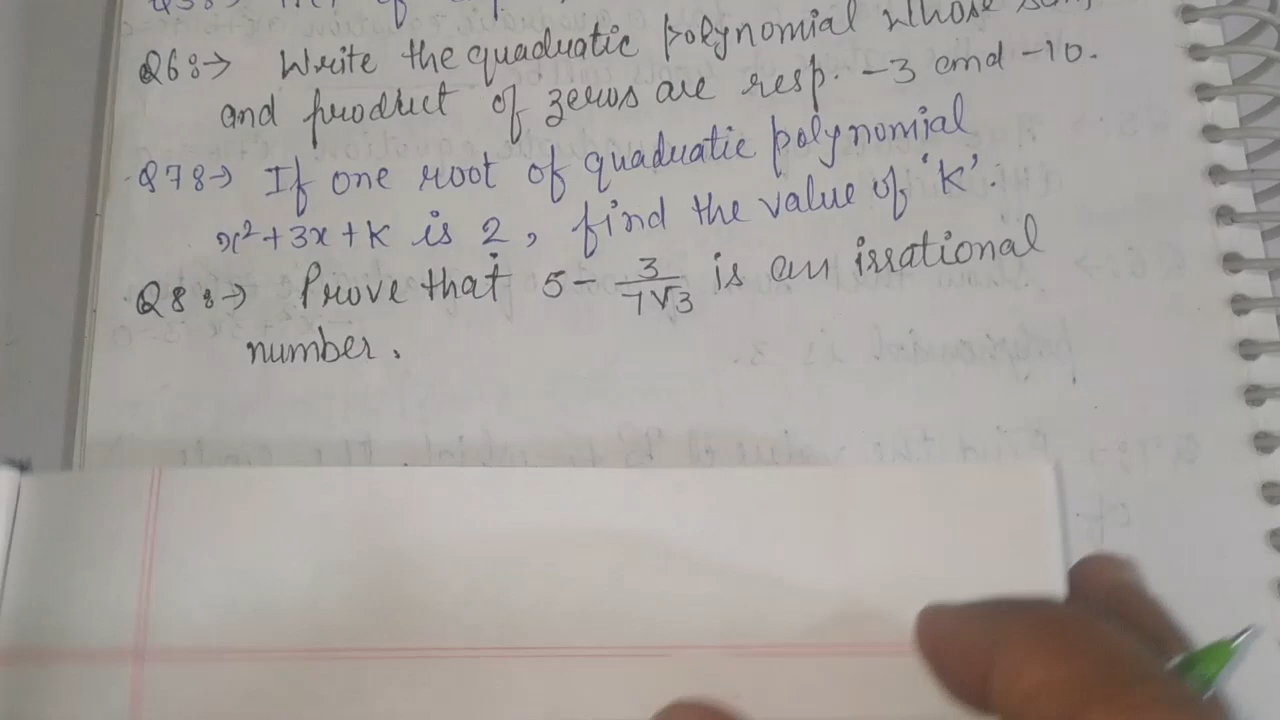 Q6:→ Write the quadratic polynomial whose
and product of zeros are resp. -3 and -10.
Q7:→ If one root of quadratic polynomial
x²+3x+k is 2, find the value of 'k'.
Q8:→ Prove that 5 - 3/7√3 is an irrational
number.